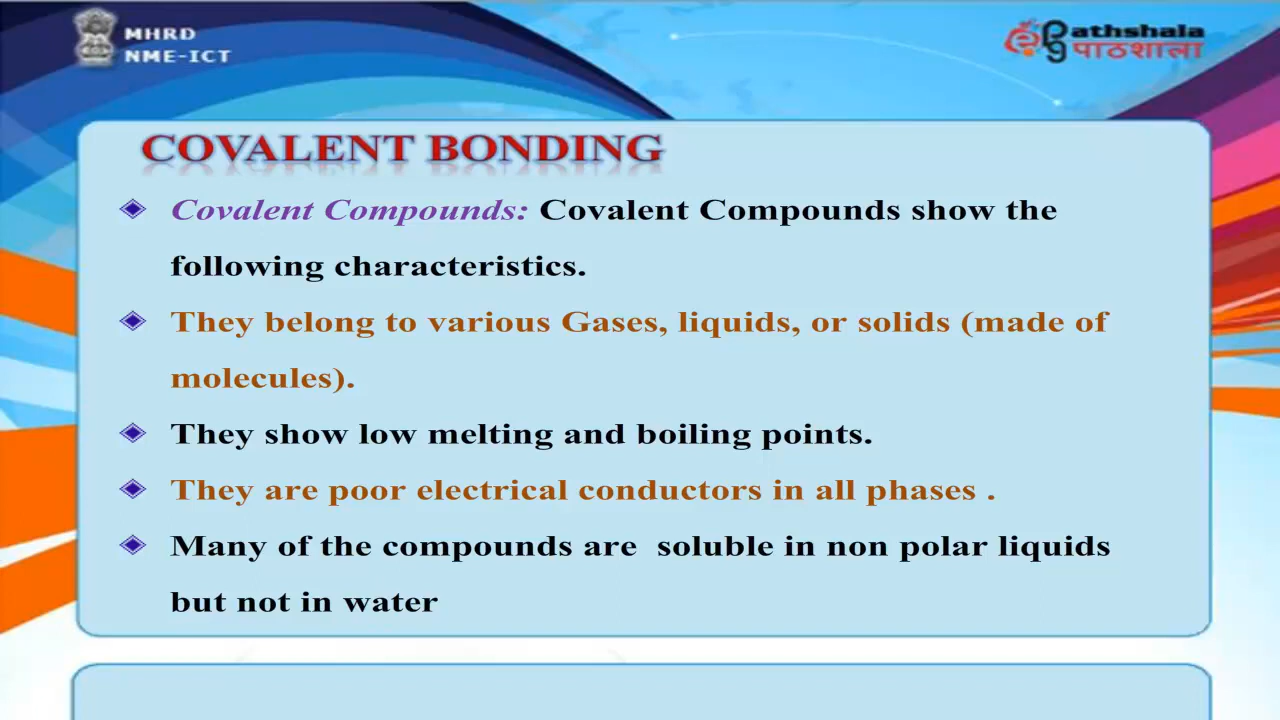 MHRD
NME-ICT
e pg athshala
पाठशाला
COVALENT BONDING
Covalent Compounds: Covalent Compounds show the
following characteristics.
They belong to various Gases, liquids, or solids (made of
molecules).
They show low melting and boiling points.
They are poor electrical conductors in all phases .
Many of the compounds are soluble in non polar liquids
but not in water